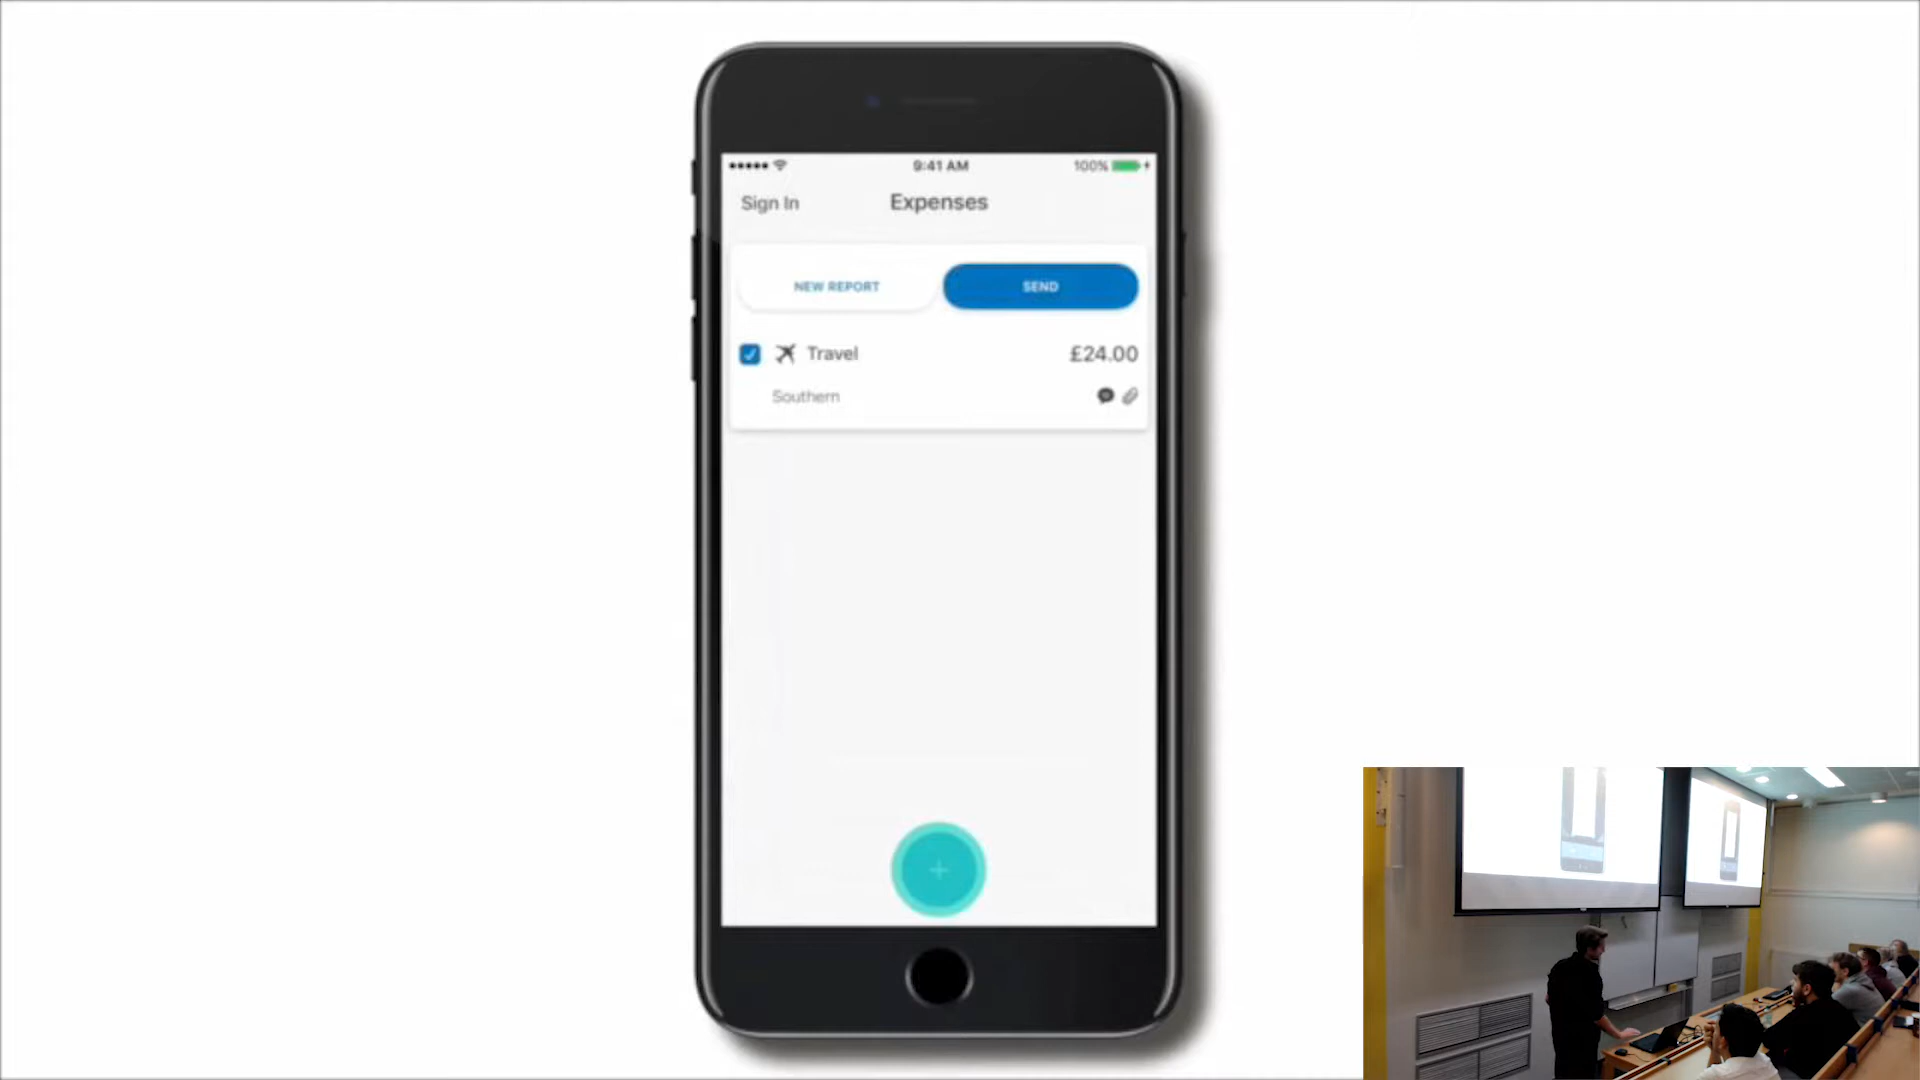 9:41 AM
100%
Sign In
Expenses
NEW REPORT
SEND
Travel
£24.00
Southern